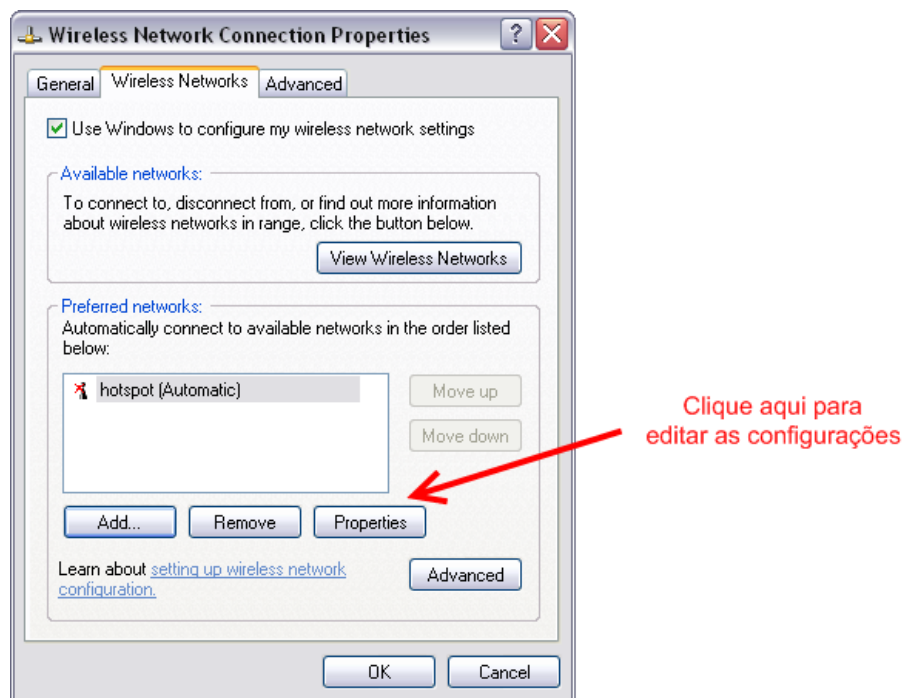 Wireless Network Connection Properties
General Wireless Networks Advanced
Use Windows to configure my wireless network settings
Available networks:
To connect to, disconnect from, or find out more information
about wireless networks in range, click the button below.
View Wireless Networks
Preferred networks:
Automatically connect to available networks in the order listed
below:
hotspot (Automatic)
Move up
Move down
Clique aqui para
editar as configurações
Add... Remove Properties
Learn about setting up wireless network
configuration.
Advanced
OK Cancel